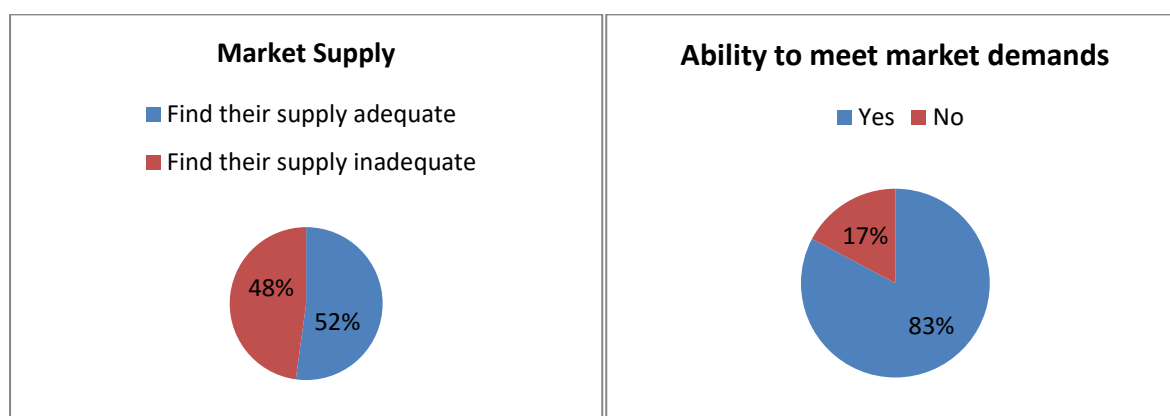 Market Supply
Find their supply adequate
Find their supply inadequate
48%
52%
Ability to meet market demands
Yes No
17%
83%